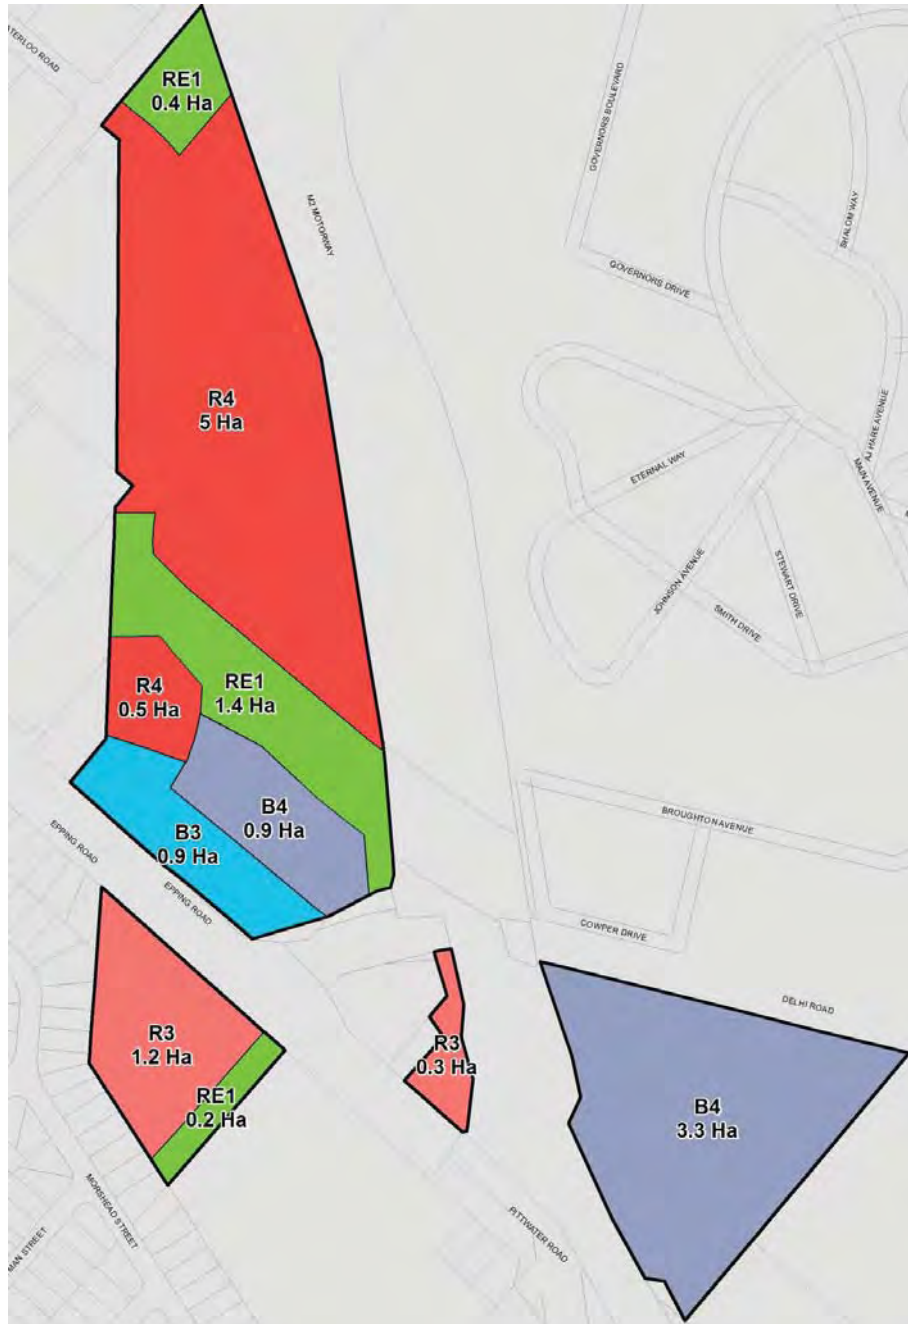 ATERLOO ROAD
RE1
0.4 Ha
GOVERNORS BOULEVARD
SHALOM WAY
M2 MOTORWAY
GOVERNORS DRIVE
R4
5 Ha
AJ HARE AVENUE
MAIN AVENUE
ETERNAL WAY
JOHNSON AVENUE
STEWART DRIVE
SMITH DRIVE
R4
0.5 Ha
RE1
1.4 Ha
B4
0.9 Ha
B3
0.9 Ha
BROUGHTON AVENUE
EPPING ROAD
EPPING ROAD
COWPER DRIVE
DELHI ROAD
R3
1.2 Ha
R3
0.3 Ha
RE1
0.2 Ha
B4
3.3 Ha
MORSHEAD STREET
PITTWATER ROAD
MAN STREET